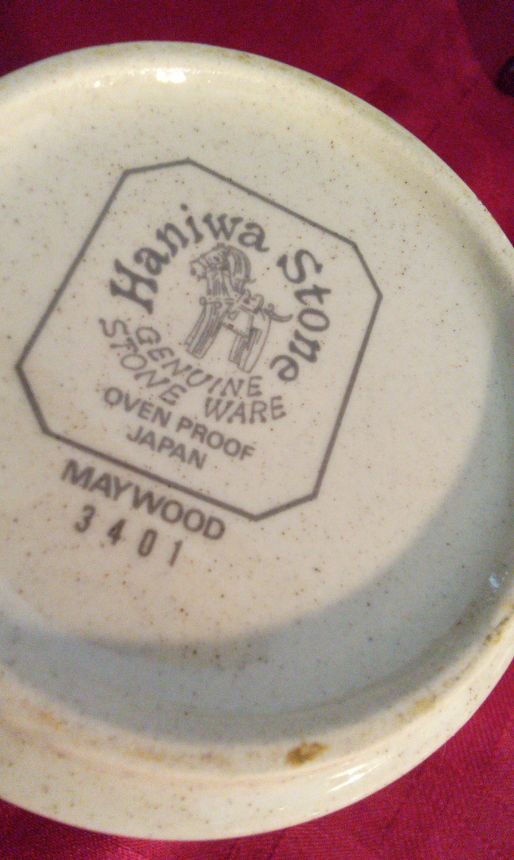 Haniwa Stone
GENUINE
STONE WARE
OVEN PROOF
JAPAN
MAYWOOD
3401